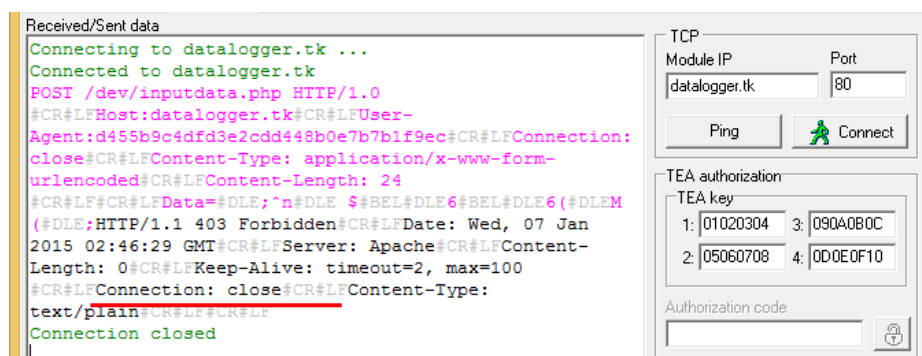 Received/Sent data
Connecting to datalogger.tk ...
Connected to datalogger.tk
POST /dev/inputdata.php HTTP/1.0
#CR#LFHost:datalogger.tk#CR#LFUser-
Agent:d455b9c4dfd3e2cdd448b0e7b7b1f9ec#CR#LFConnection:
close#CR#LFContent-Type: application/x-www-form-
urlencoded#CR#LFContent-Length: 24
#CR#LF#CR#LFData=#DLE;^n#DLE $#BEL#DLE6#BEL#DLE6(#DLEM
(#DLE;HTTP/1.1 403 Forbidden#CR#LFDate: Wed, 07 Jan
2015 02:46:29 GMT#CR#LFServer: Apache#CR#LFContent-
Length: 0#CR#LFKeep-Alive: timeout=2, max=100
#CR#LFConnection: close#CR#LFContent-Type:
text/plain#CR#LF#CR#LF
Connection closed
TCP
Module IP Port
datalogger.tk 80
Ping Connect
TEA authorization
TEA key
1: 01020304 3: 090A0B0C
2: 05060708 4: 0D0E0F10
Authorization code